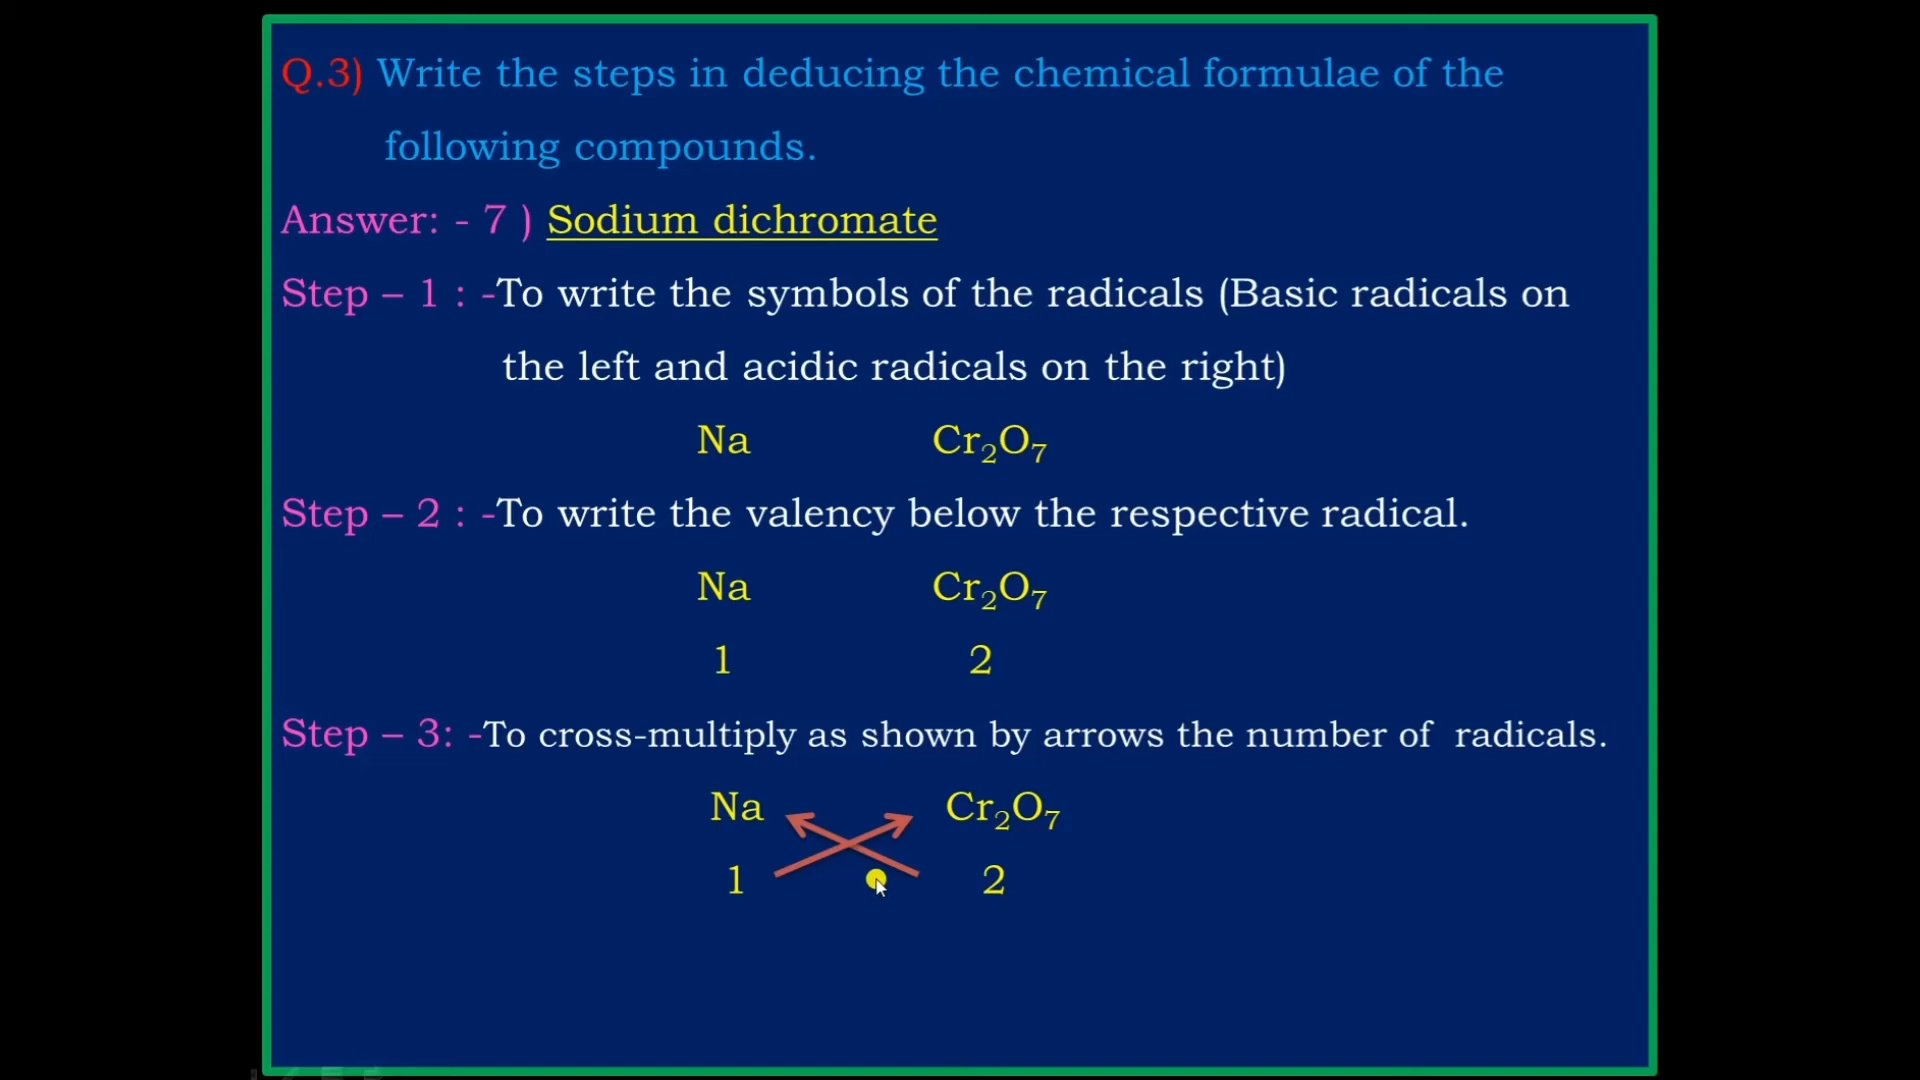 Q.3) Write the steps in deducing the chemical formulae of the
following compounds.
Answer: - 7 ) Sodium dichromate
Step – 1 : -To write the symbols of the radicals (Basic radicals on
the left and acidic radicals on the right)
Na Cr₂O₇
Step – 2 : -To write the valency below the respective radical.
Na Cr₂O₇
1 2
Step – 3: -To cross-multiply as shown by arrows the number of radicals.
Na Cr₂O₇
1 2